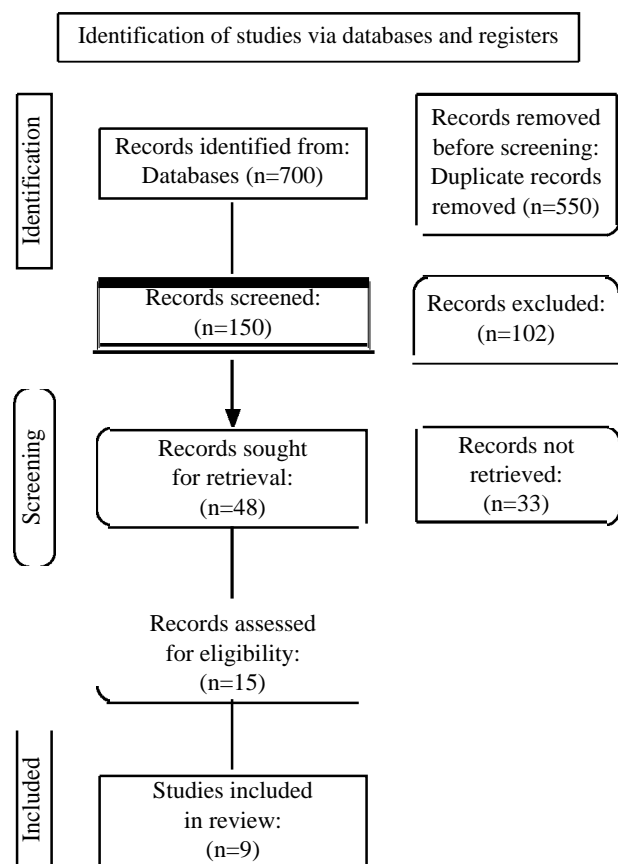 Identification of studies via databases and registers
Identification
Records identified from:
Databases (n=700)
Records removed
before screening:
Duplicate records
removed (n=550)
Records screened:
(n=150)
Records excluded:
(n=102)
Screening
Records sought
for retrieval:
(n=48)
Records not
retrieved:
(n=33)
Records assessed
for eligibility:
(n=15)
Included
Studies included
in review:
(n=9)